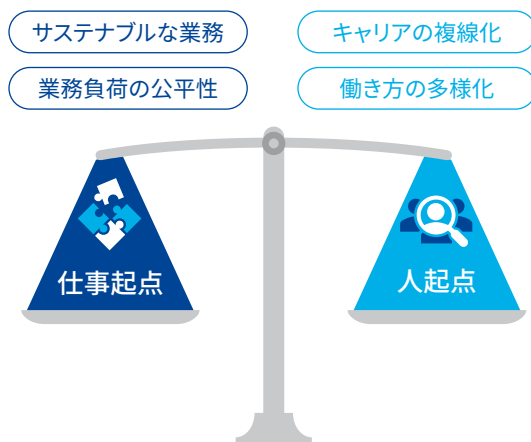 サステナブルな業務
キャリアの複線化
業務負荷の公平性
働き方の多様化
仕事起点
人起点